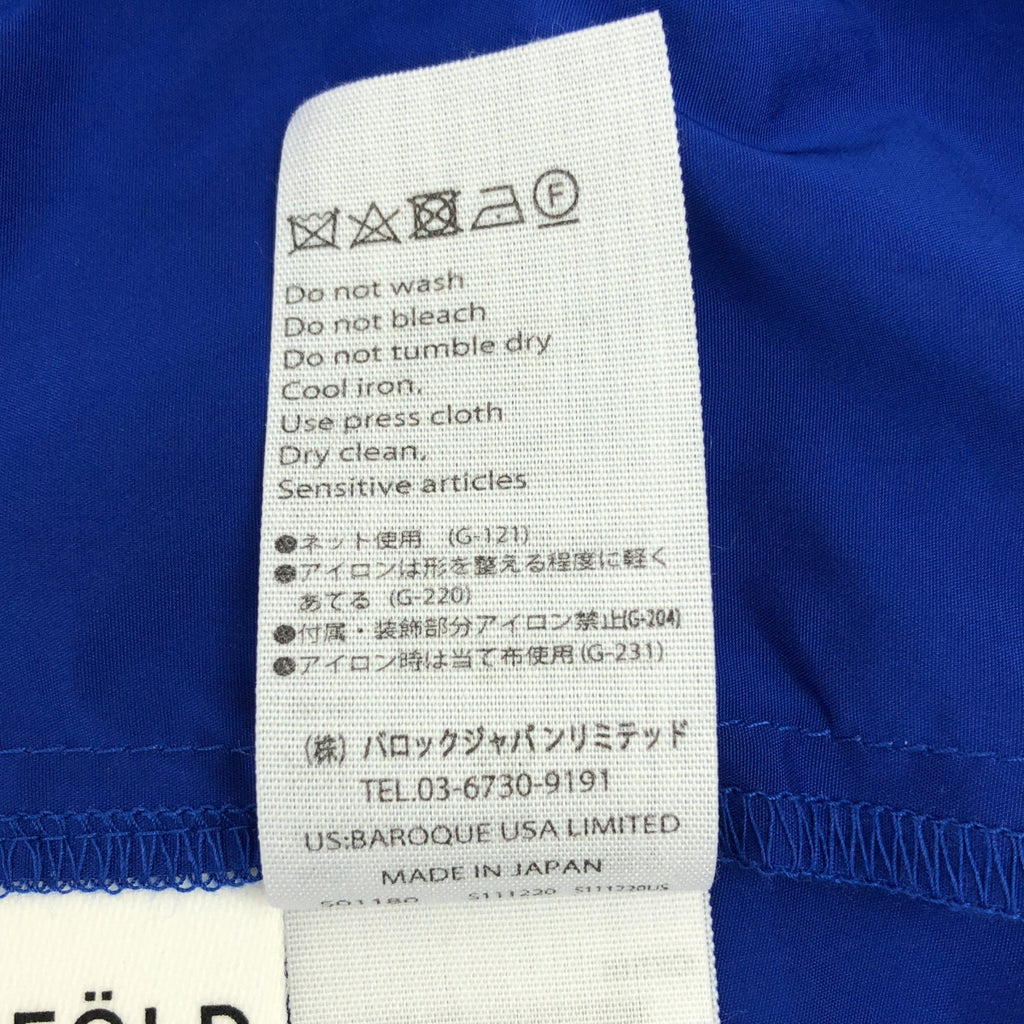 F
Do not wash
Do not bleach
Do not tumble dry
Cool iron.
Use press cloth
Dry clean.
Sensitive articles
●ネット使用 (G-121)
●アイロンは形を整える程度に軽く
あてる (G-220)
●付属・装飾部分アイロン禁止(G-204)
●アイロン時は当て布使用(G-231)
(株) バロックジャパンリミテッド
TEL.03-6730-9191
US:BAROQUE USA LIMITED
MADE IN JAPAN
501180 S111220 S111220US